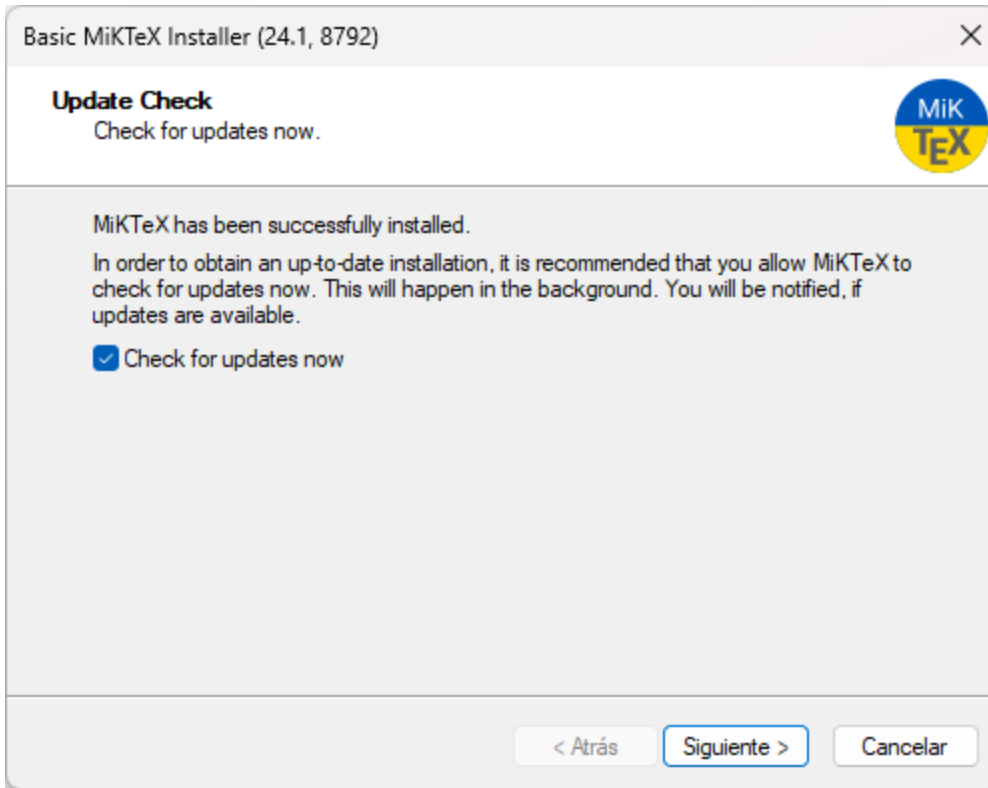 Basic MiKTeX Installer (24.1, 8792)
Update Check
Check for updates now.
MiK
TEX
MiKTeX has been successfully installed.
In order to obtain an up-to-date installation, it is recommended that you allow MiKTeX to
check for updates now. This will happen in the background. You will be notified, if
updates are available.
Check for updates now
< Atrás
Siguiente >
Cancelar